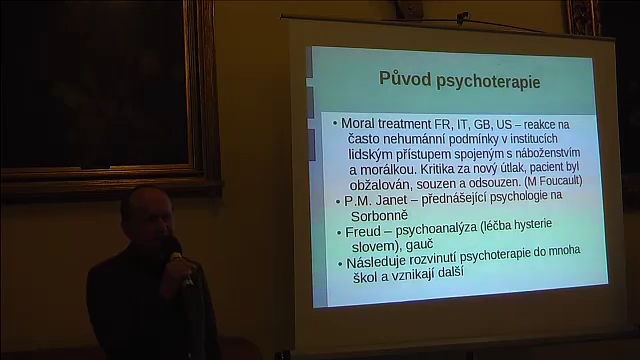 Původ psychoterapie
• Moral treatment FR, IT, GB, US – reakce na
často nehumánní podmínky v institucích
lidským přístupem spojeným s náboženstvím
a morálkou. Kritika za nový útlak, pacient byl
obžalován, souzen a odsouzen. (M Foucault)
• P.M. Janet – přednášející psychologie na
Sorbonně
• Freud – psychoanalýza (léčba hysterie
slovem), gauč
• Následuje rozvinutí psychoterapie do mnoha
škol a vznikají další